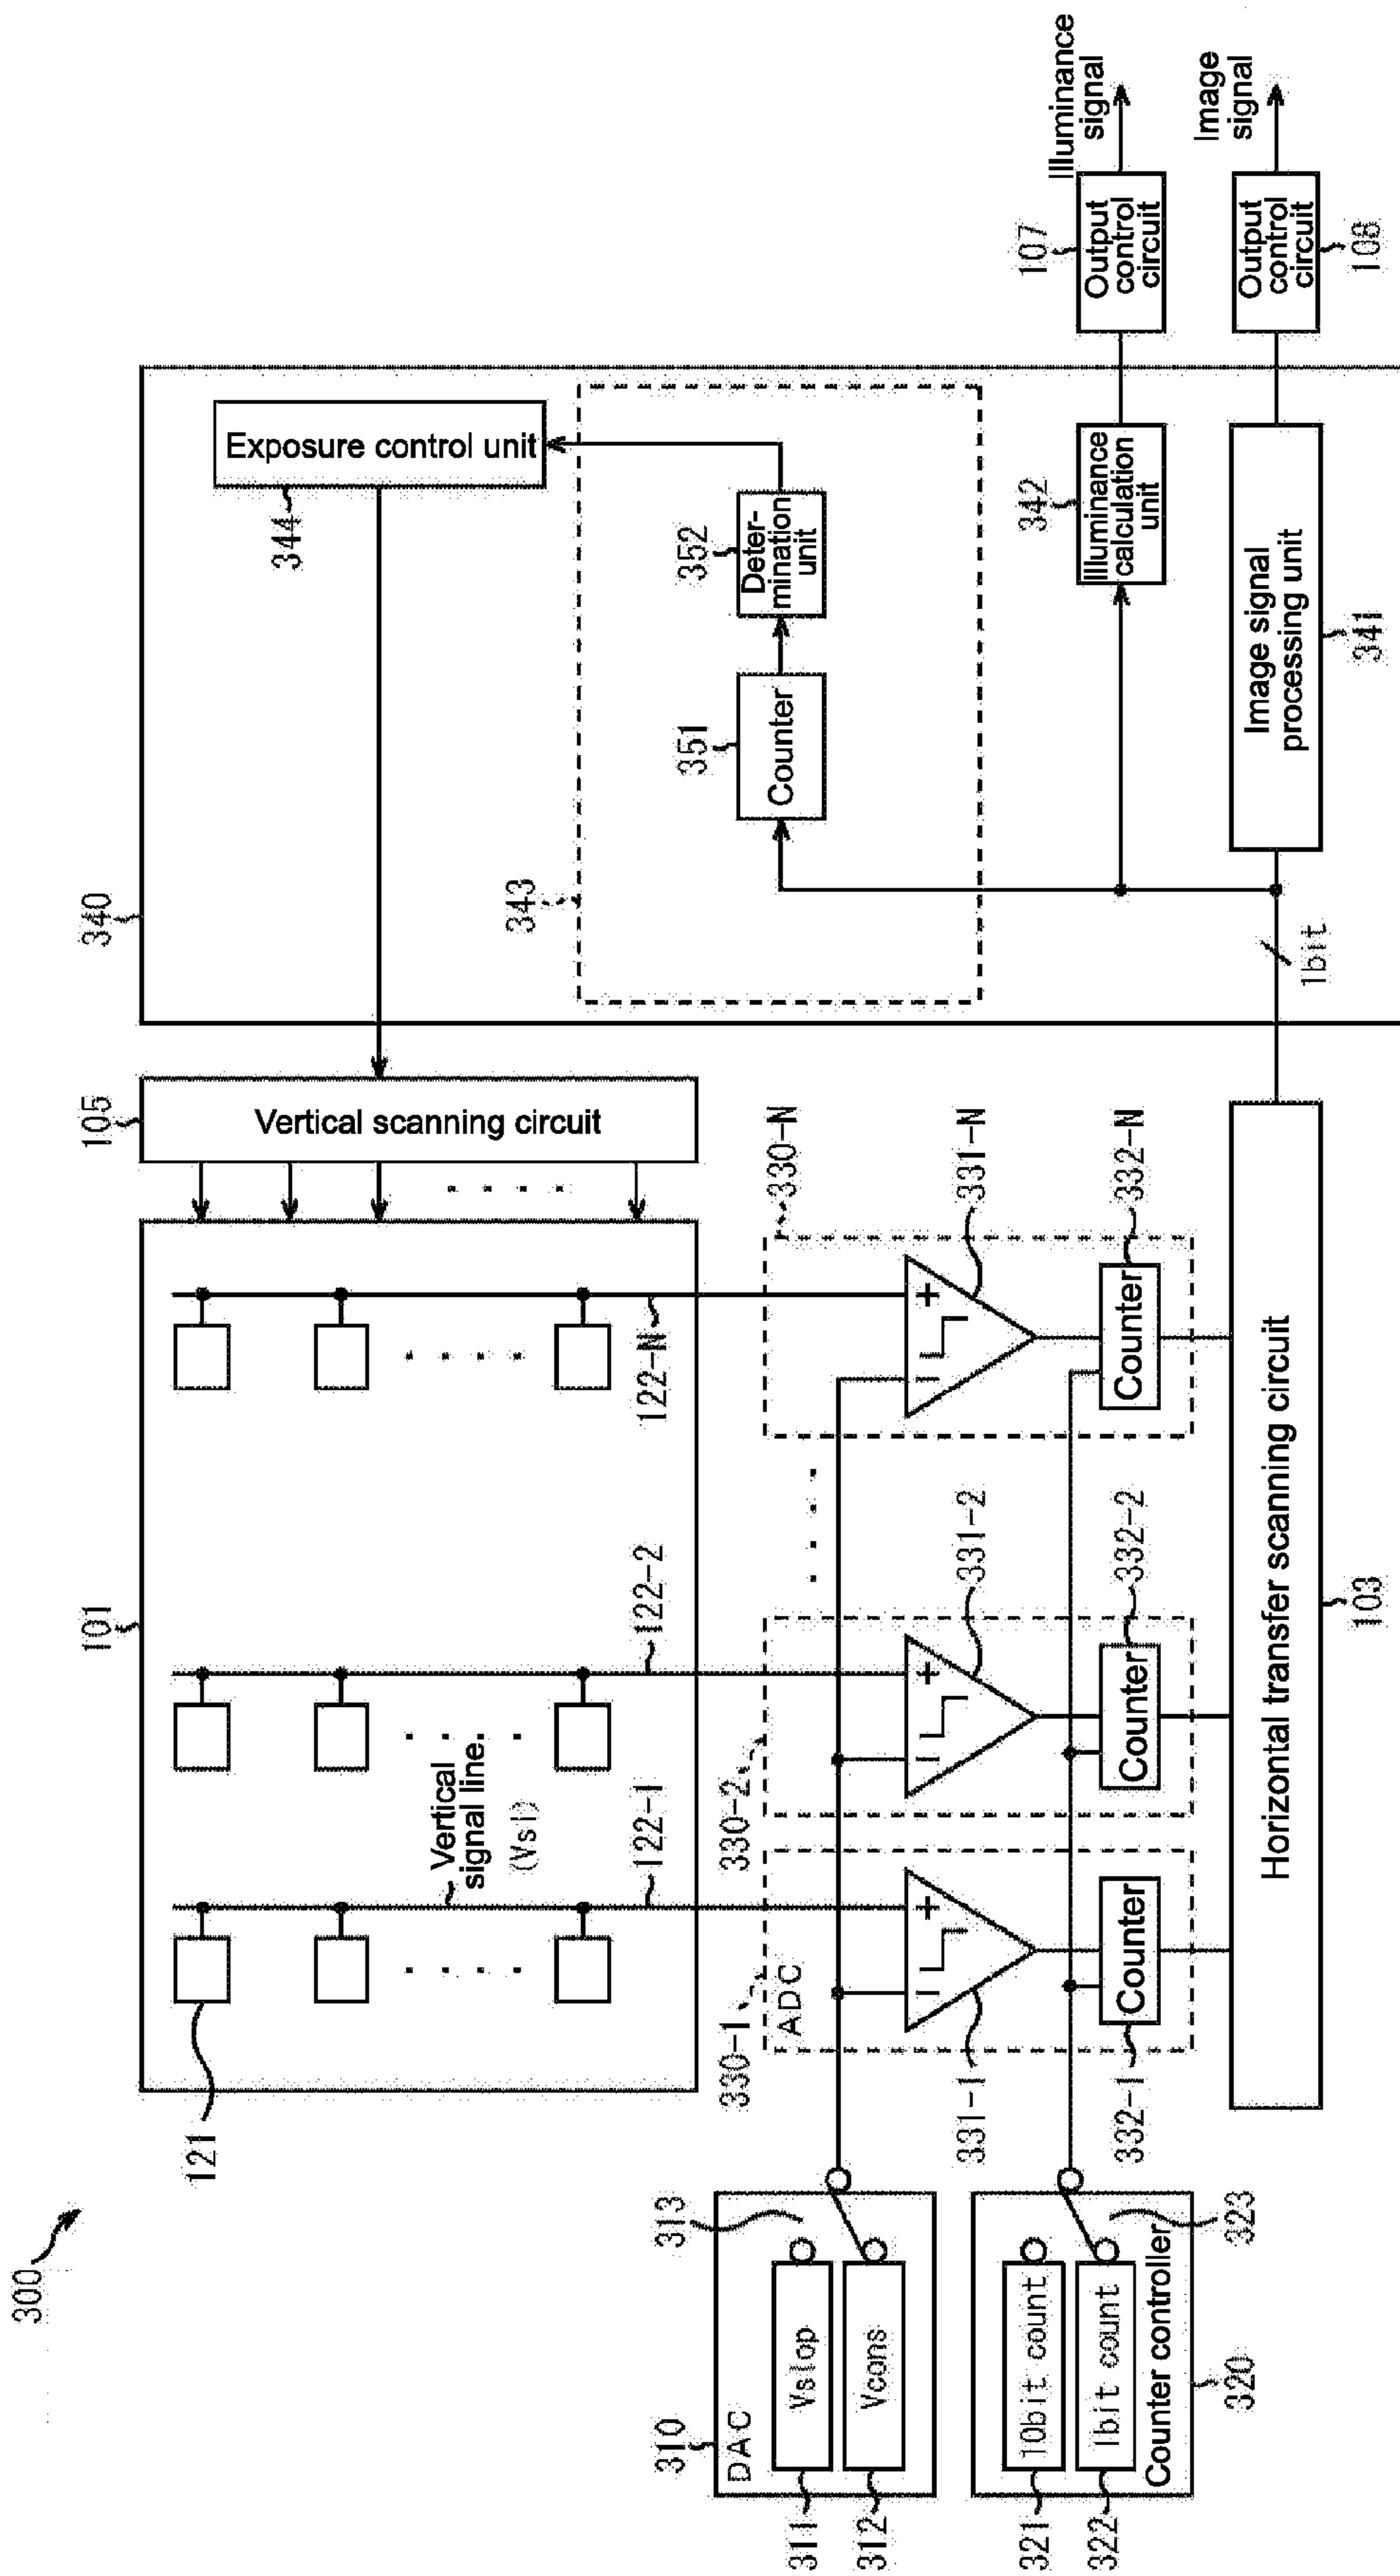 300
101
105
340
121
Vertical
signal line
(Vsl)
122-1
122-2
122-N
Vertical scanning circuit
344
Exposure control unit
343
351
Counter
352
Deter-
mination
unit
310
DAC
313
311
Vslop
312
Vcons
330-1
ADC
330-2
330-N
331-1
331-2
331-N
321
10bit count
322
1bit count
323
Counter controller
320
332-1
Counter
332-2
Counter
332-N
Counter
Horizontal transfer scanning circuit
103
1bit
342
Illuminance
calculation
unit
Image signal
processing unit
341
107
Output
control
circuit
Illuminance
signal
Output
control
circuit
108
Image
signal